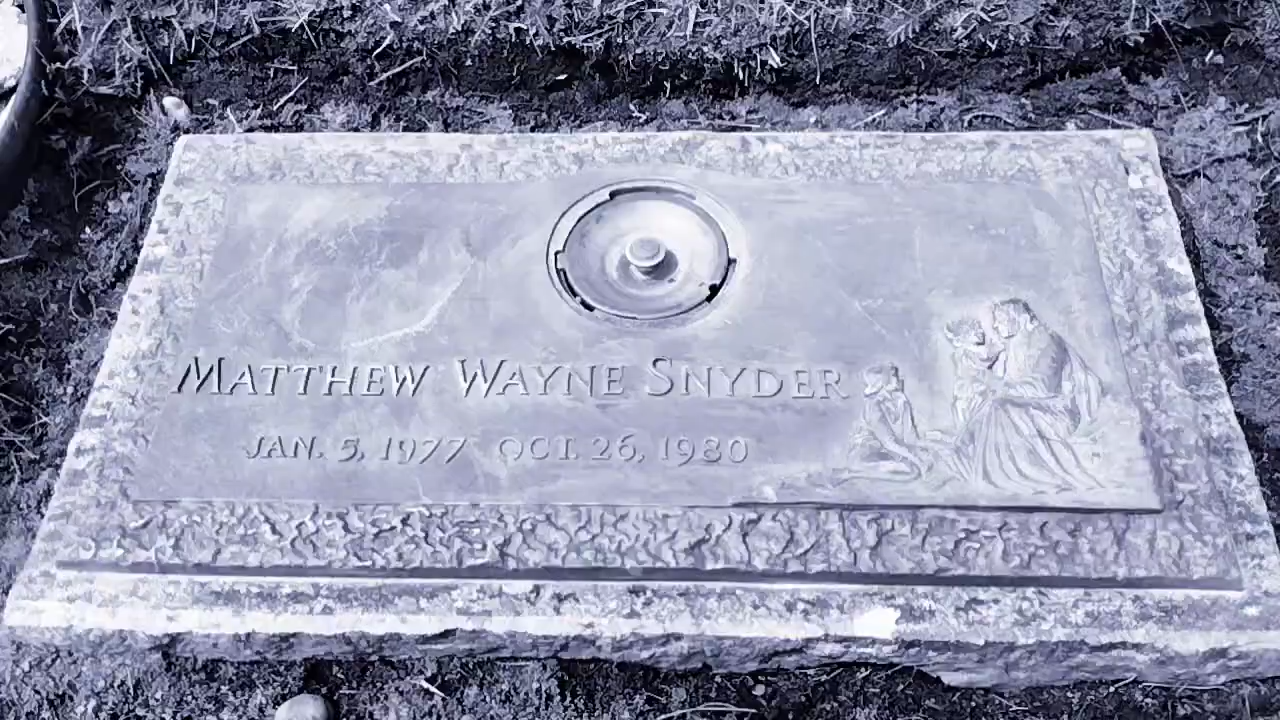 MATTHEW WAYNE SNYDER
JAN. 5, 1977 OCT. 26, 1980